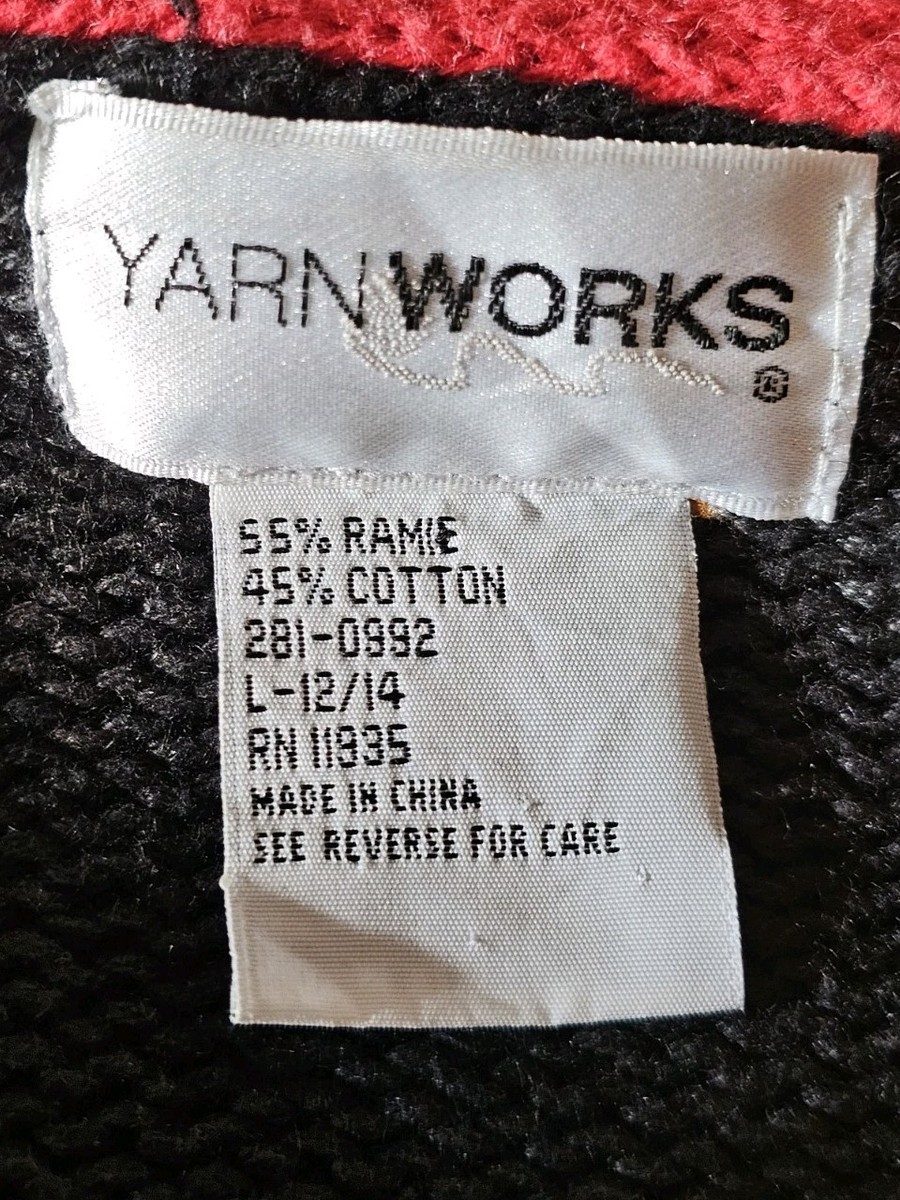 YARNWORKS®
55% RAMIE
45% COTTON
281-0992
L-12/14
RN 11935
MADE IN CHINA
SEE REVERSE FOR CARE